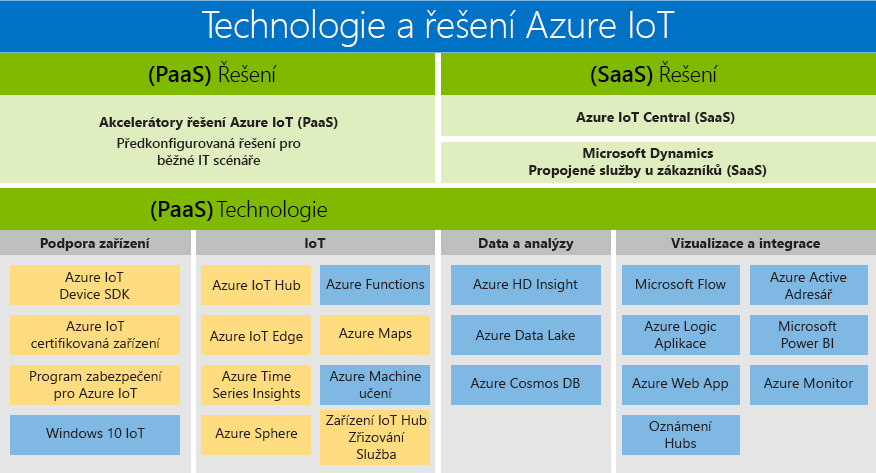 Technologie a řešení Azure IoT
(PaaS) Řešení
(SaaS) Řešení
Akcelerátory řešení Azure IoT (PaaS)
Předkonfigurovaná řešení pro
běžné IT scénáře
Azure IoT Central (SaaS)
Microsoft Dynamics
Propojené služby u zákazníků (SaaS)
(PaaS) Technologie
Podpora zařízení
IoT
Data a analýzy
Vizualizace a integrace
Azure IoT
Device SDK
Azure IoT
certifikovaná zařízení
Program zabezpečení
pro Azure IoT
Windows 10 IoT
Azure IoT Hub
Azure Functions
Azure IoT Edge
Azure Maps
Azure Time
Series Insights
Azure Machine
učení
Azure Sphere
Zařízení IoT Hub
Zřizování
Služba
Azure HD Insight
Azure Data Lake
Azure Cosmos DB
Microsoft Flow
Azure Active
Adresář
Azure Logic
Aplikace
Microsoft
Power BI
Azure Web App
Azure Monitor
Oznámení
Hubs